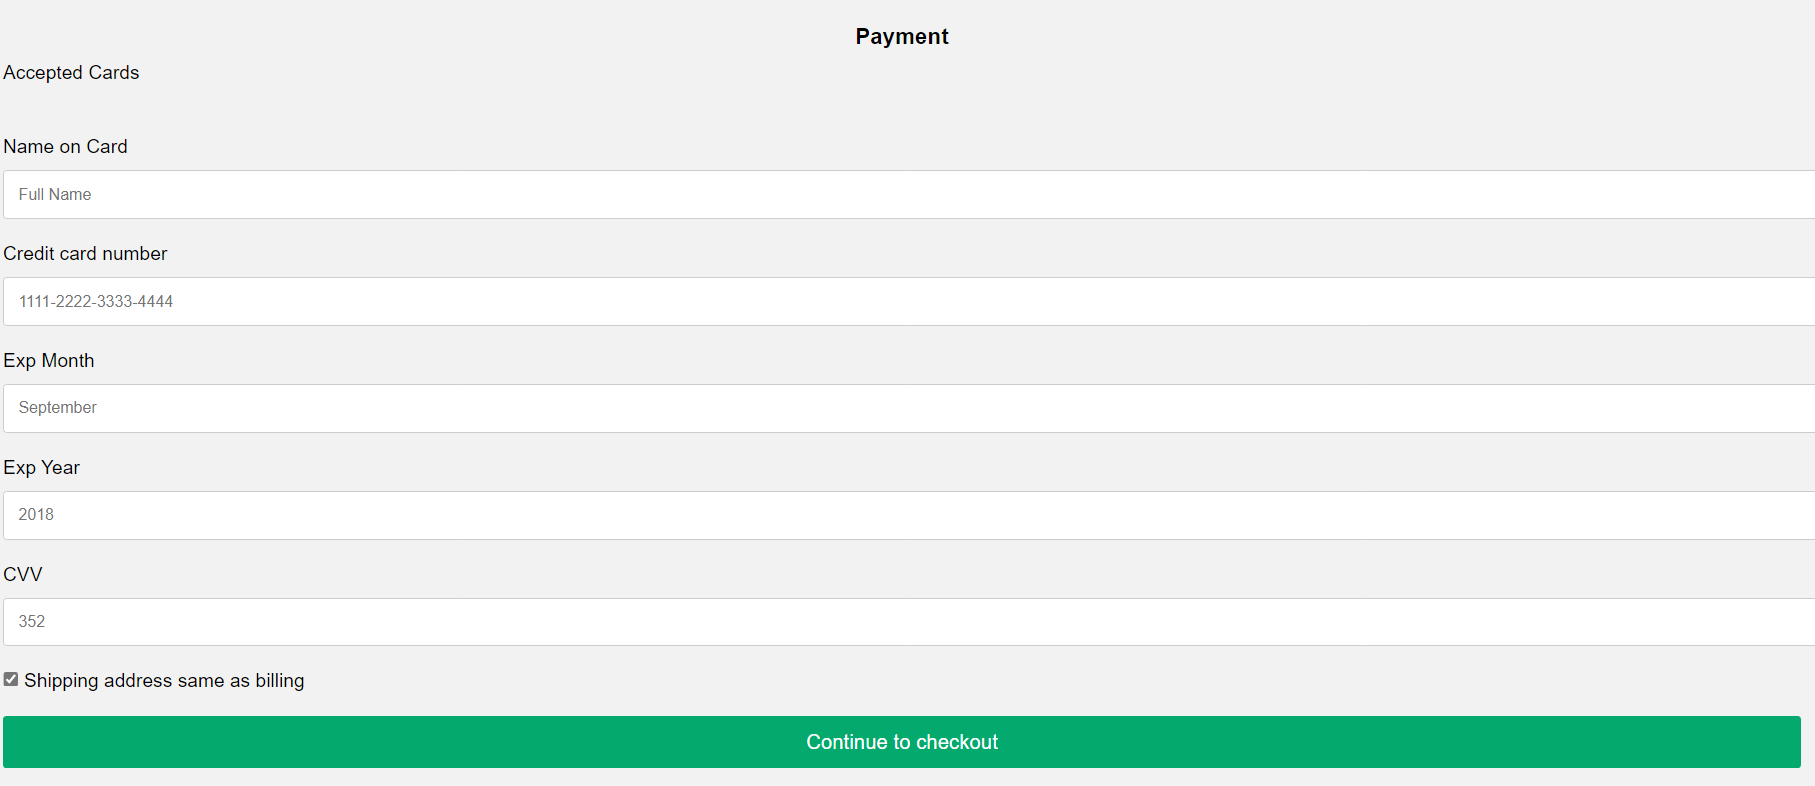 Payment
Accepted Cards
Name on Card
Full Name
Credit card number
1111-2222-3333-4444
Exp Month
September
Exp Year
2018
CVV
352
Shipping address same as billing
Continue to checkout